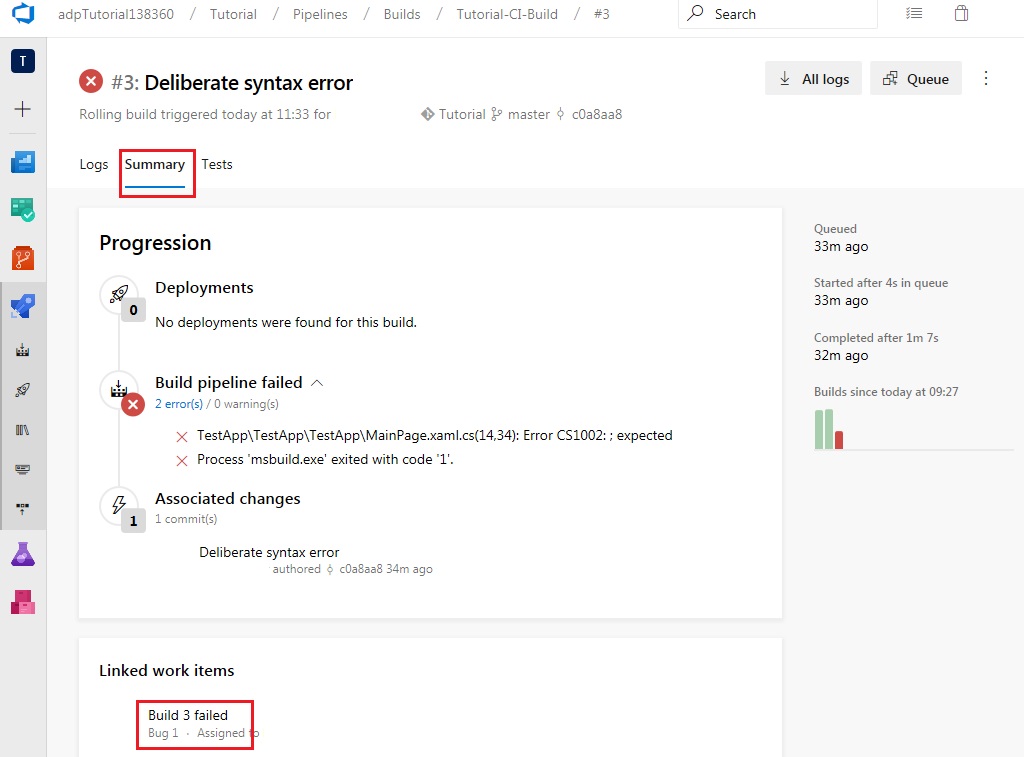 adpTutorial138360 / Tutorial / Pipelines / Builds / Tutorial-CI-Build / #3
Search
T
#3: Deliberate syntax error
All logs
Queue
Rolling build triggered today at 11:33 for
Tutorial master c0a8aa8
Logs Summary Tests
Progression
Deployments
0
No deployments were found for this build.
Build pipeline failed
2 error(s) / 0 warning(s)
TestApp\TestApp\TestApp\MainPage.xaml.cs(14,34): Error CS1002: ; expected
Process 'msbuild.exe' exited with code '1'.
Associated changes
1
1 commit(s)
Deliberate syntax error
authored c0a8aa8 34m ago
Linked work items
Build 3 failed
Bug 1 · Assigned to
Queued
33m ago
Started after 4s in queue
33m ago
Completed after 1m 7s
32m ago
Builds since today at 09:27